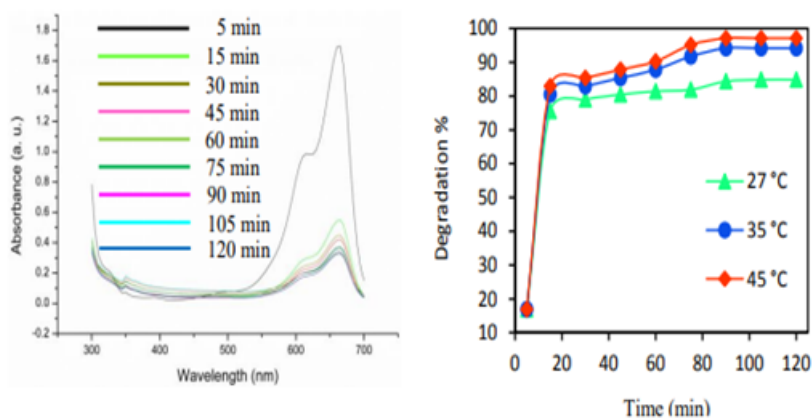 1.8
1.6
1.4
1.2
1.0
0.8
0.6
0.4
0.2
0.0
-0.2
Absorbance (a. u.)
5 min
15 min
30 min
45 min
60 min
75 min
90 min
105 min
120 min
300 400 500 600 700
Wavelength (nm)
100
90
80
70
60
50
40
30
20
10
Degradation %
27 °C
35 °C
45 °C
0 20 40 60 80 100 120
Time (min)